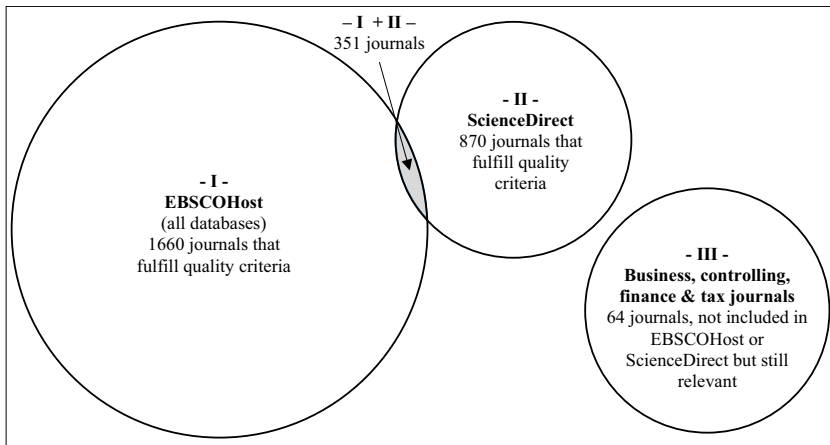 – I + II –
351 journals
- II -
ScienceDirect
870 journals that
fulfill quality
criteria
- I -
EBSCOHost
(all databases)
1660 journals that
fulfill quality criteria
- III -
Business, controlling,
finance & tax journals
64 journals, not included in
EBSCOHost or
ScienceDirect but still
relevant